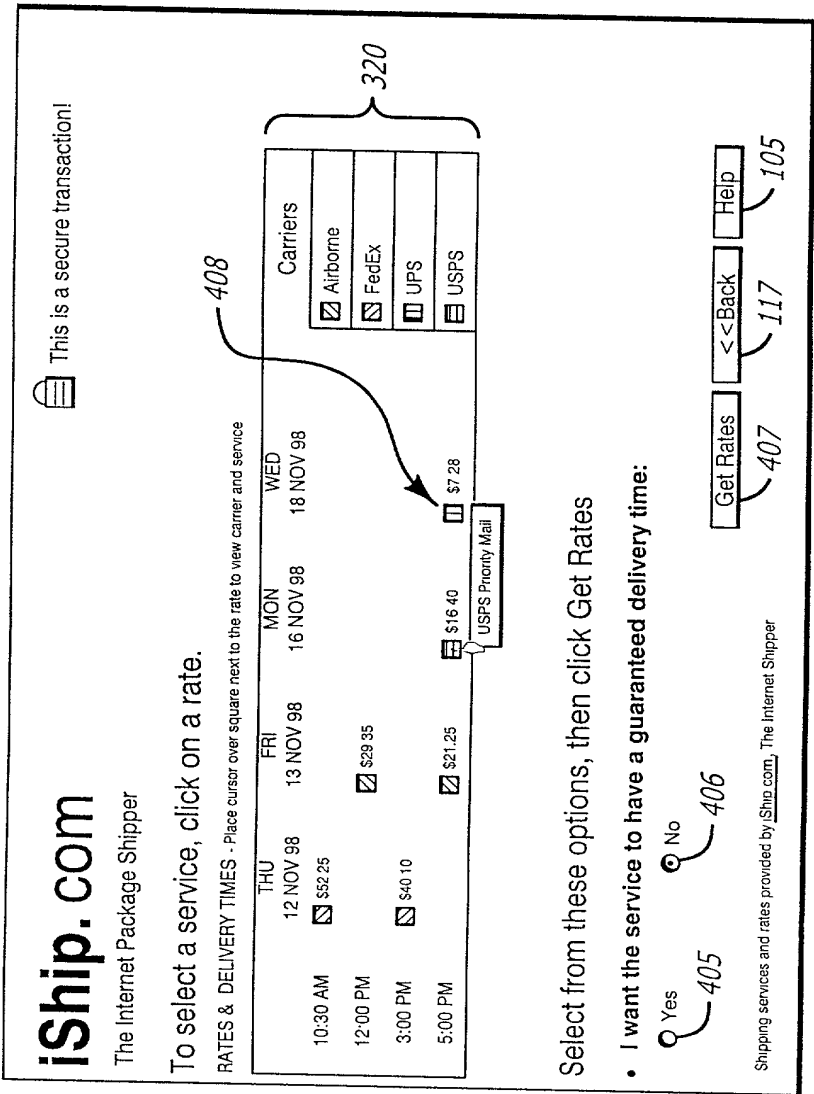 iShip.com
The Internet Package Shipper
This is a secure transaction!
To select a service, click on a rate.
RATES & DELIVERY TIMES - Place cursor over square next to the rate to view carrier and service
408
THU FRI MON WED
12 NOV 98 13 NOV 98 16 NOV 98 18 NOV 98
Carriers
10:30 AM $52 25
Airborne
12:00 PM $29 35
FedEx
3:00 PM $40 10
UPS
5:00 PM $21.25 $16 40 $7 28
USPS
USPS Priority Mail
320
Select from these options, then click Get Rates
• I want the service to have a guaranteed delivery time:
Yes No
405 406
Get Rates <<Back Help
407 117 105
Shipping services and rates provided by iShip com, The Internet Shipper